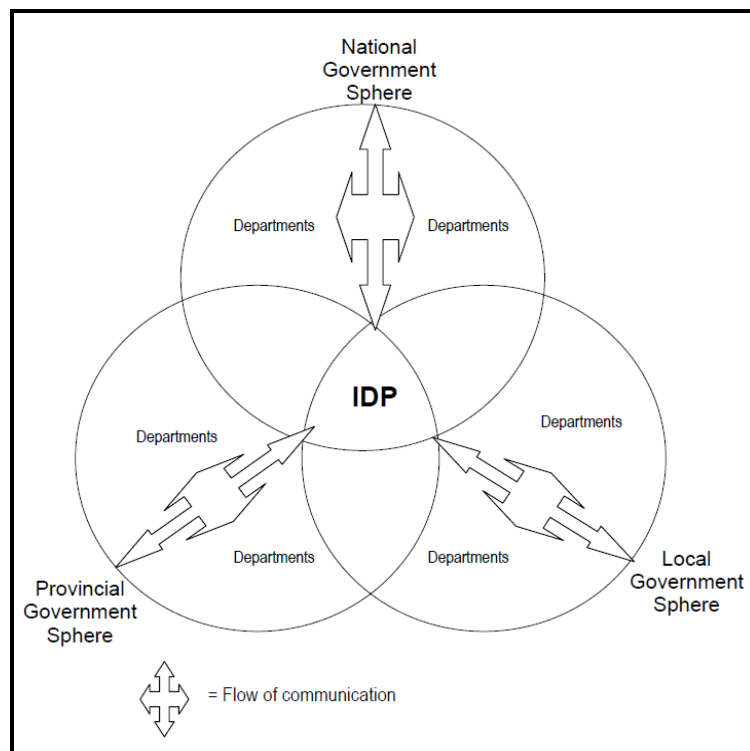 National
Government
Sphere
Departments
Departments
IDP
Departments
Departments
Departments
Departments
Provincial
Government
Sphere
Local
Government
Sphere
= Flow of communication